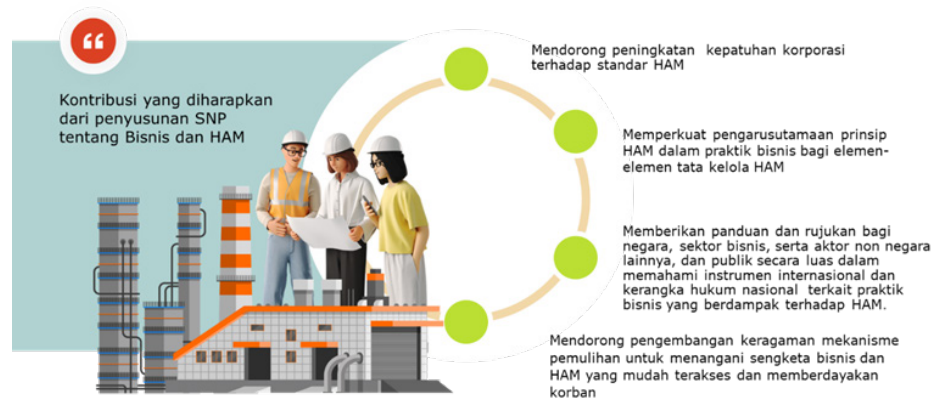 Kontribusi yang diharapkan
dari penyusunan SNP
tentang Bisnis dan HAM
Mendorong peningkatan kepatuhan korporasi
terhadap standar HAM
Memperkuat pengarusutamaan prinsip
HAM dalam praktik bisnis bagi elemen-
elemen tata kelola HAM
Memberikan panduan dan rujukan bagi
negara, sektor bisnis, serta aktor non negara
lainnya, dan publik secara luas dalam
memahami instrumen internasional dan
kerangka hukum nasional terkait praktik
bisnis yang berdampak terhadap HAM.
Mendorong pengembangan keragaman mekanisme
pemulihan untuk menangani sengketa bisnis dan
HAM yang mudah terakses dan memberdayakan
korban